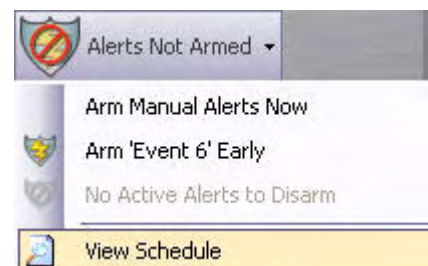 Alerts Not Armed
Arm Manual Alerts Now
Arm 'Event 6' Early
No Active Alerts to Disarm
View Schedule